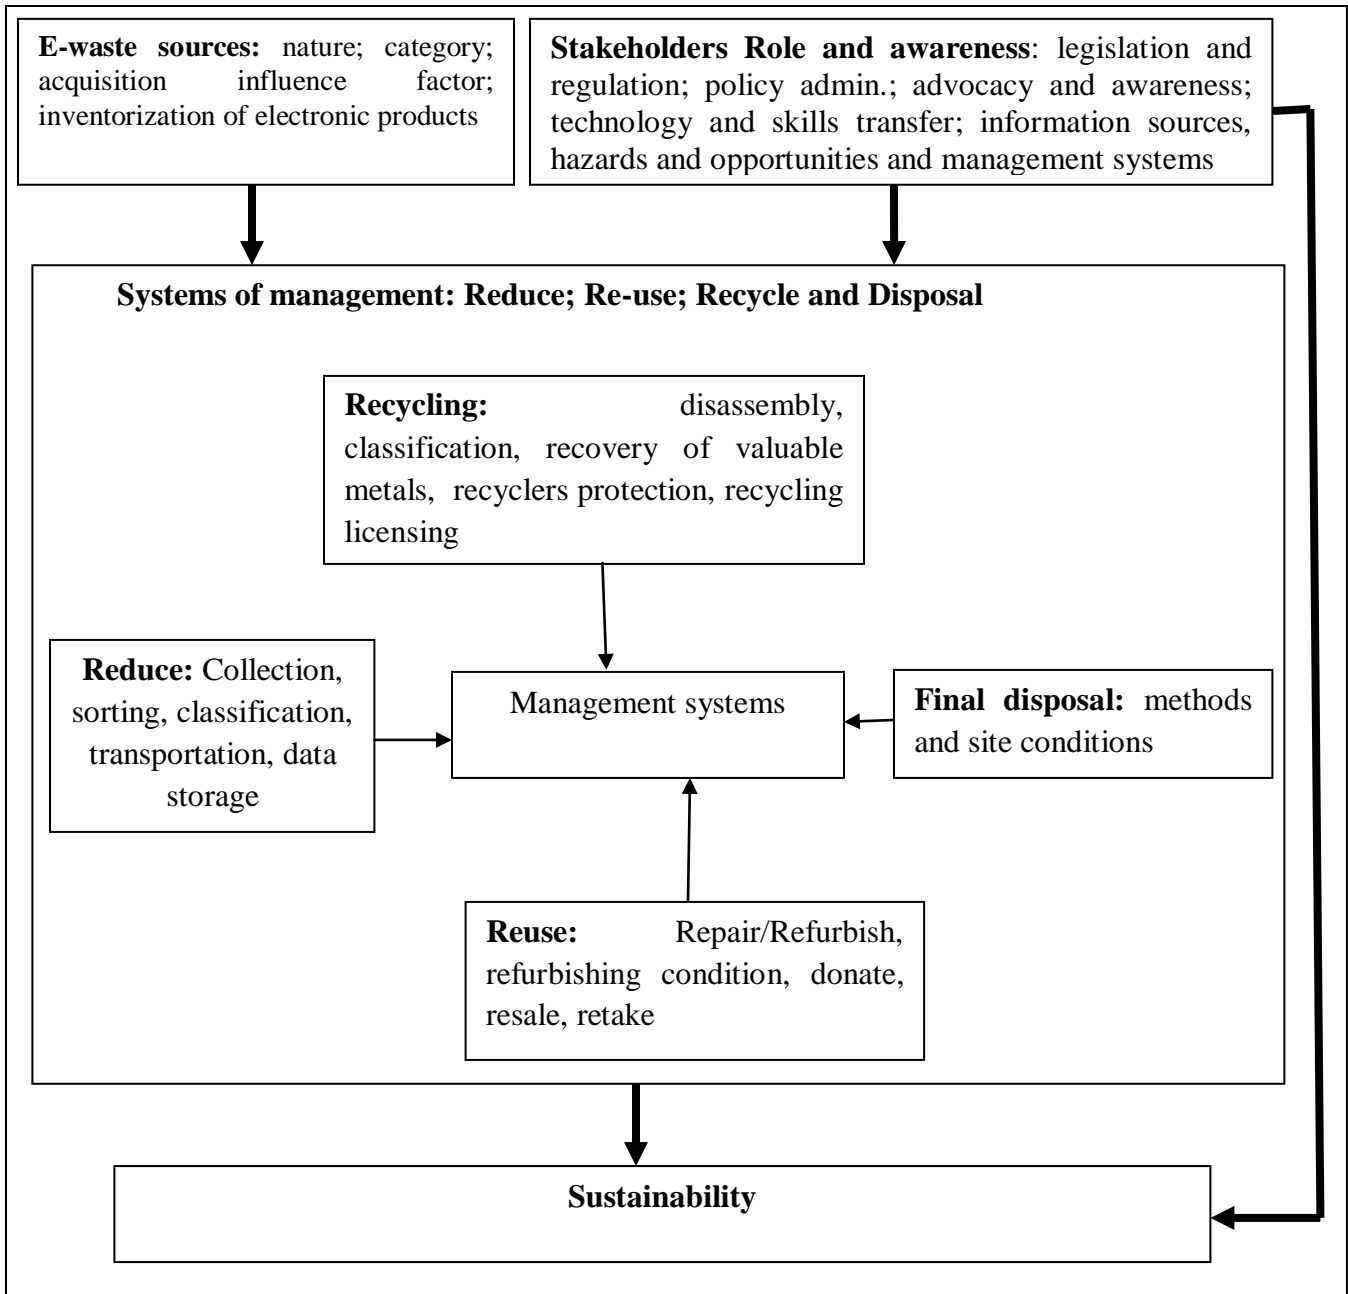 E-waste sources: nature; category;
acquisition influence factor;
inventorization of electronic products
Stakeholders Role and awareness: legislation and
regulation; policy admin.; advocacy and awareness;
technology and skills transfer; information sources,
hazards and opportunities and management systems
Systems of management: Reduce; Re-use; Recycle and Disposal
Recycling: disassembly,
classification, recovery of valuable
metals, recyclers protection, recycling
licensing
Reduce: Collection,
sorting, classification,
transportation, data
storage
Management systems
Final disposal: methods
and site conditions
Reuse: Repair/Refurbish,
refurbishing condition, donate,
resale, retake
Sustainability